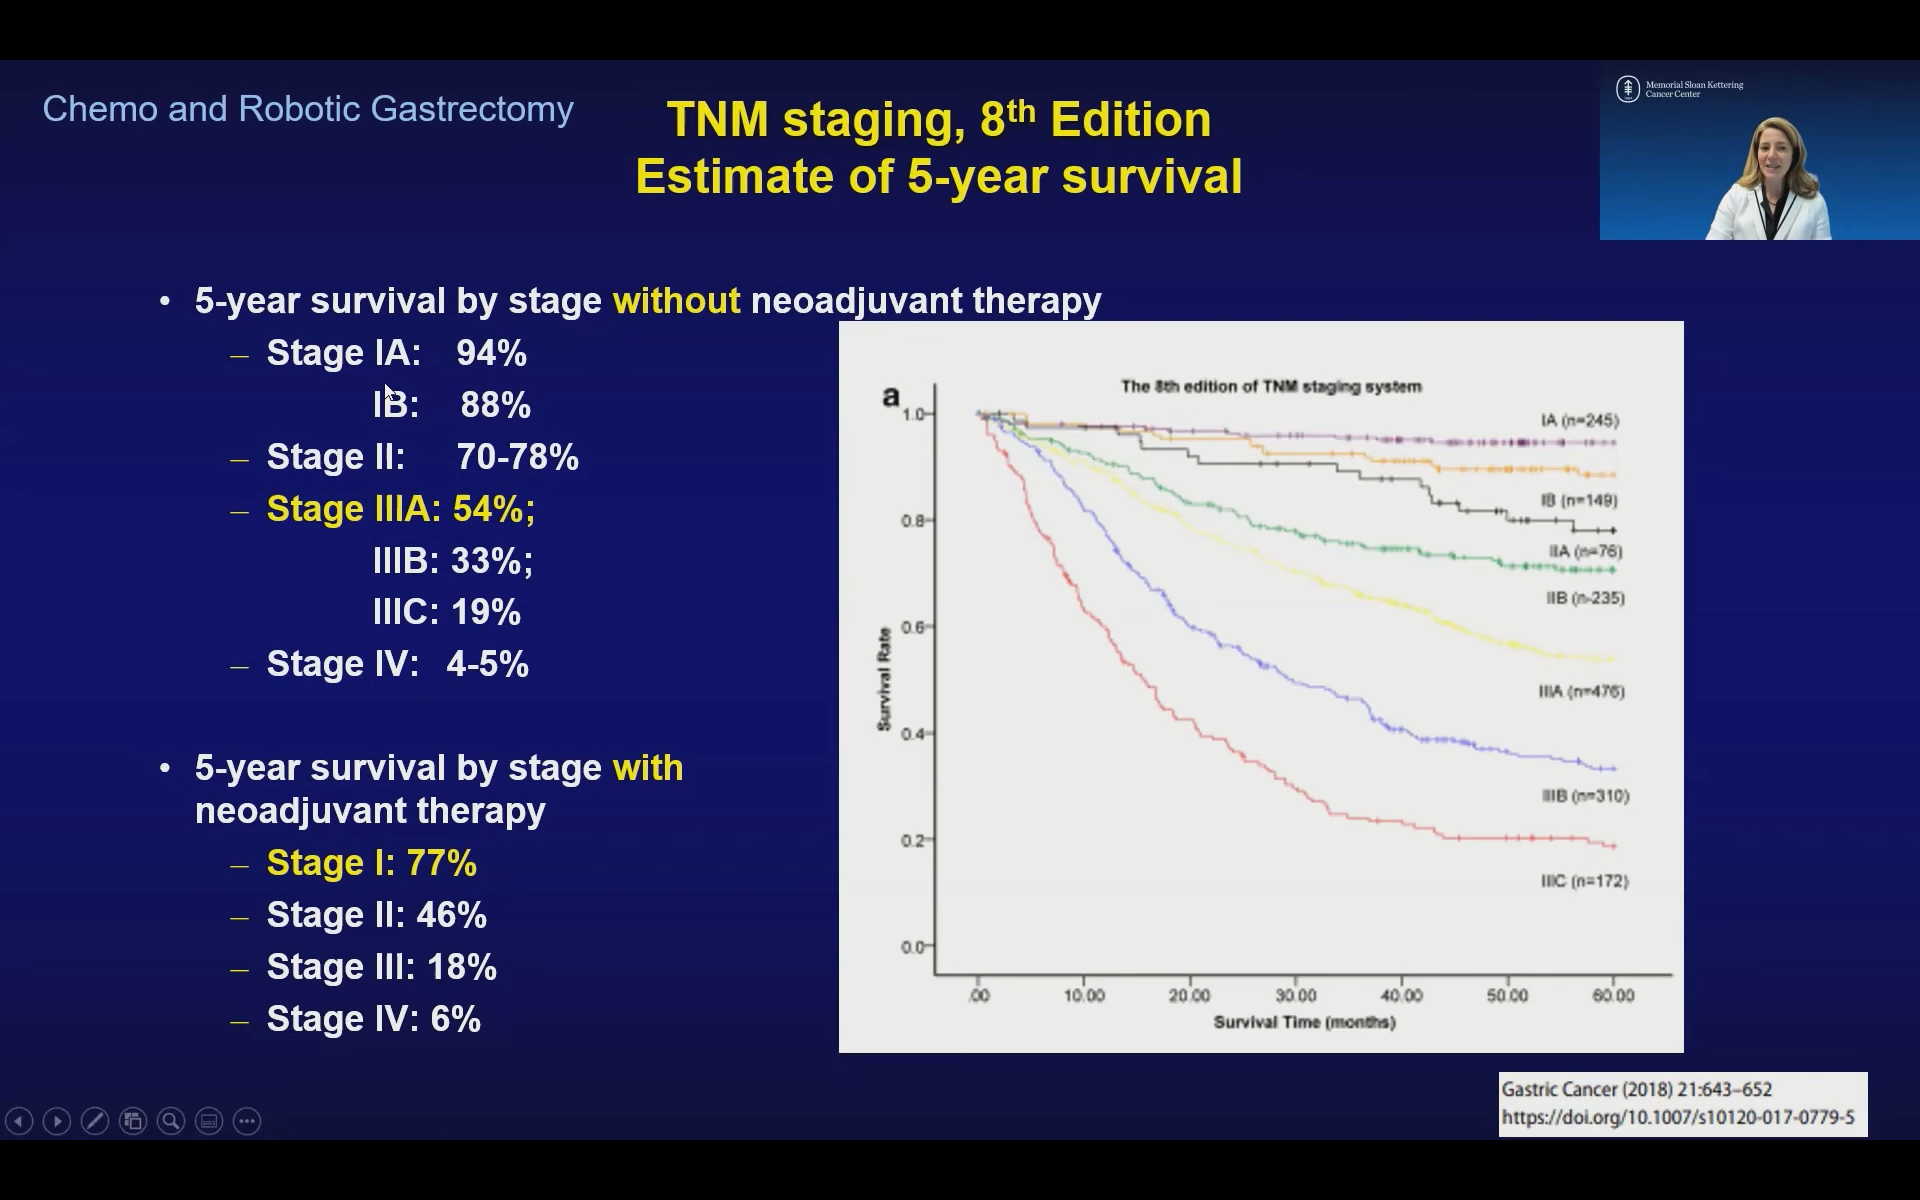 Chemo and Robotic Gastrectomy
TNM staging, 8th Edition
Estimate of 5-year survival
Memorial Sloan Kettering
Cancer Center
• 5-year survival by stage without neoadjuvant therapy
– Stage IA: 94%
IB: 88%
– Stage II: 70-78%
– Stage IIIA: 54%;
IIIB: 33%;
IIIC: 19%
– Stage IV: 4-5%
• 5-year survival by stage with
neoadjuvant therapy
– Stage I: 77%
– Stage II: 46%
– Stage III: 18%
– Stage IV: 6%
a
The 8th edition of TNM staging system
1.0
0.8
0.6
0.4
0.2
0.0
Survival Rate
IA (n=245)
IB (n=149)
IIA (n=76)
IIB (n-235)
IIIA (n=476)
IIIB (n=310)
IIIC (n=172)
.00 10.00 20.00 30.00 40.00 50.00 60.00
Survival Time (months)
Gastric Cancer (2018) 21:643–652
https://doi.org/10.1007/s10120-017-0779-5